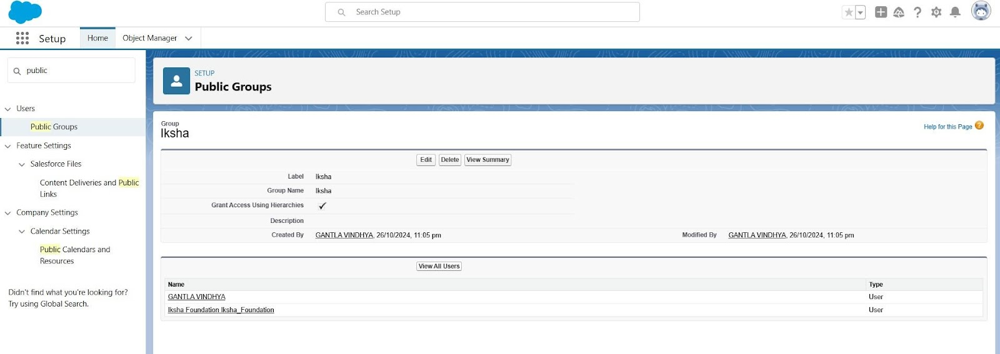 Search Setup
Setup
Home
Object Manager
public
Users
Public Groups
Feature Settings
Salesforce Files
Content Deliveries and Public
Links
Company Settings
Calendar Settings
Public Calendars and
Resources
Didn't find what you're looking for?
Try using Global Search.
SETUP
Public Groups
Group
Iksha
Help for this Page
Edit Delete View Summary
Label Iksha
Group Name Iksha
Grant Access Using Hierarchies
Description
Created By GANTLA VINDHYA, 26/10/2024, 11:05 pm Modified By GANTLA VINDHYA, 26/10/2024, 11:05 pm
View All Users
Name Type
GANTLA VINDHYA User
Iksha Foundation Iksha_Foundation User